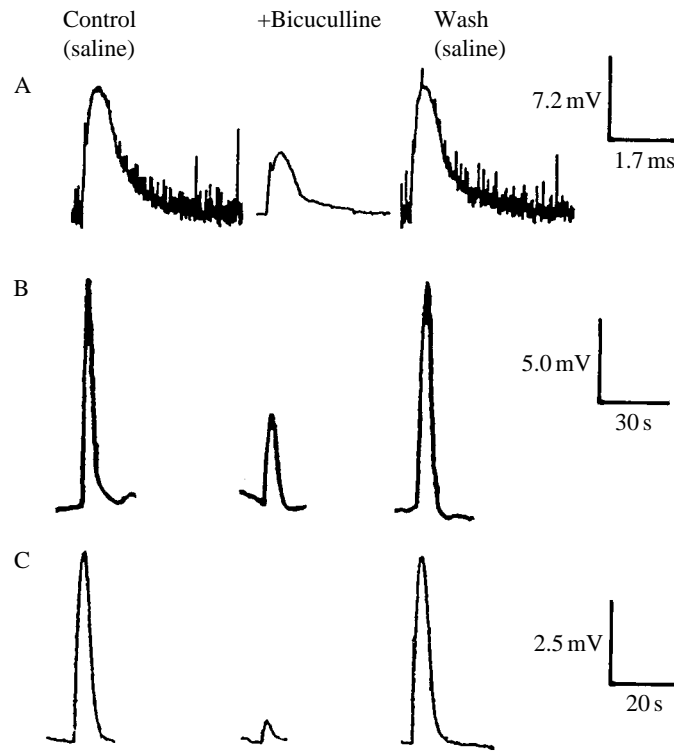 Control
(saline)
+Bicuculline
Wash
(saline)
A
7.2 mV
1.7 ms
B
5.0 mV
30 s
C
2.5 mV
20 s